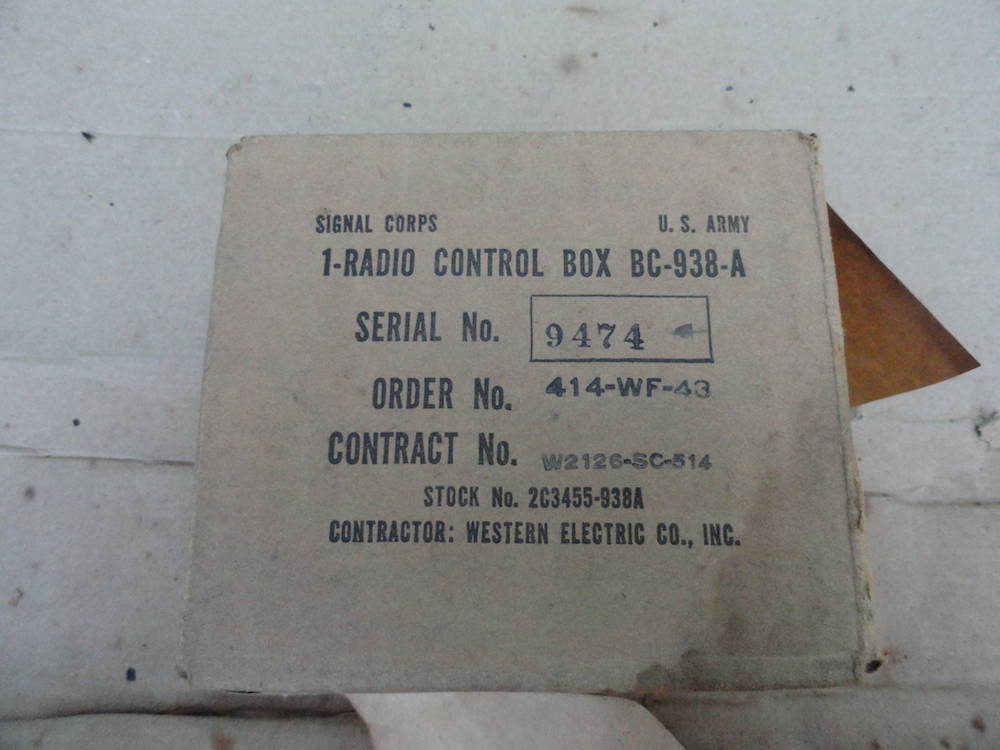 SIGNAL CORPS U. S. ARMY
1-RADIO CONTROL BOX BC-938-A
SERIAL No. 9474
ORDER No. 414-WF-43
CONTRACT No. W2126-SC-514
STOCK No. 2C3455-938A
CONTRACTOR: WESTERN ELECTRIC CO., INC.